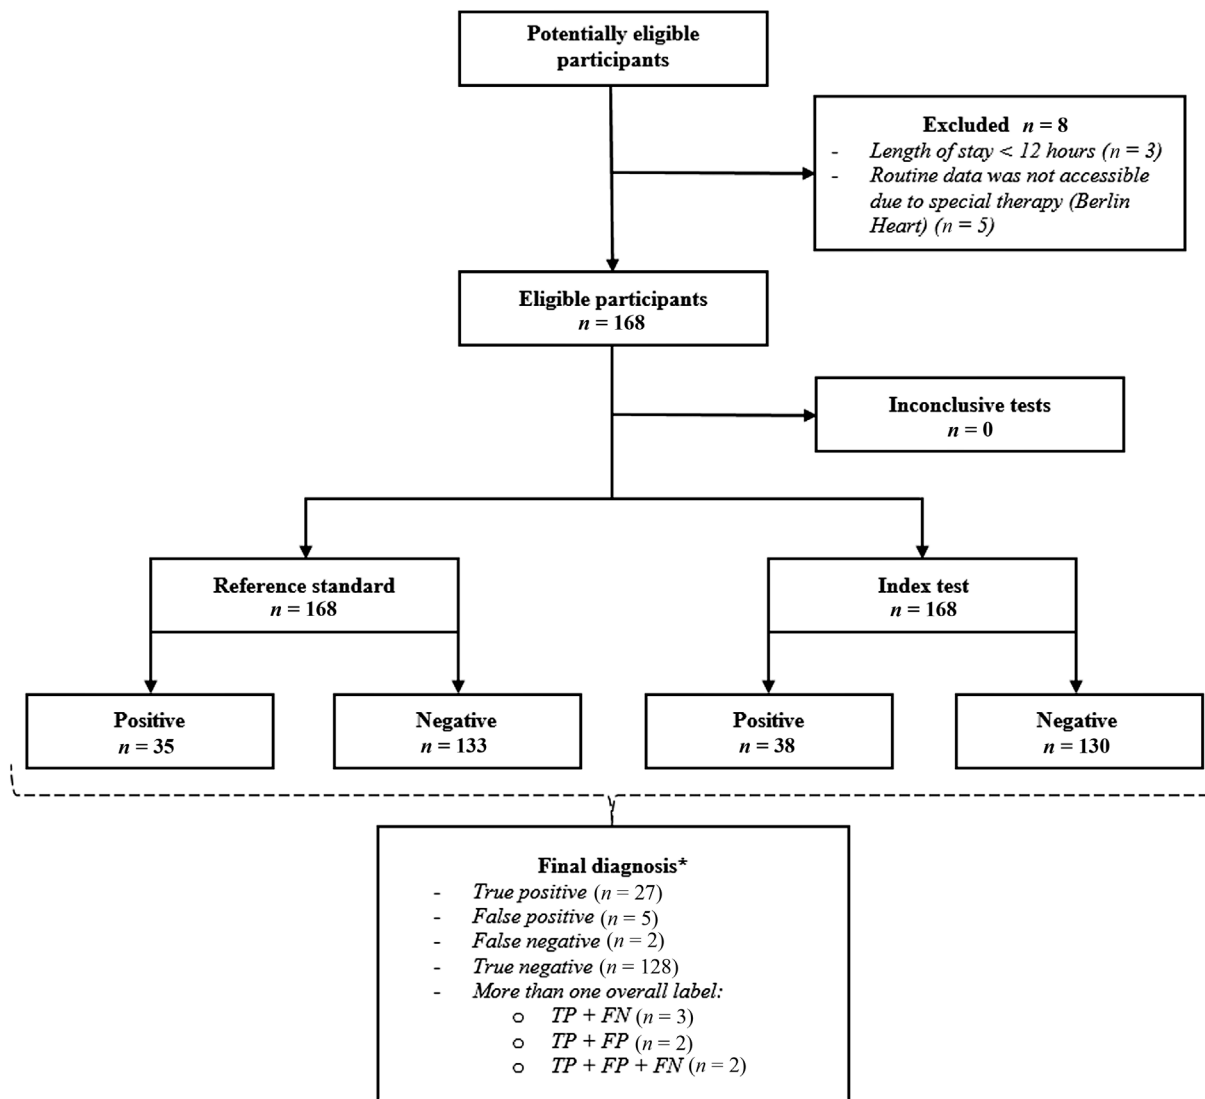 Potentially eligible
participants
Excluded n = 8
- Length of stay < 12 hours (n = 3)
- Routine data was not accessible
due to special therapy (Berlin
Heart) (n = 5)
Eligible participants
n = 168
Inconclusive tests
n = 0
Reference standard
n = 168
Index test
n = 168
Positive
n = 35
Negative
n = 133
Positive
n = 38
Negative
n = 130
Final diagnosis*
- True positive (n = 27)
- False positive (n = 5)
- False negative (n = 2)
- True negative (n = 128)
- More than one overall label:
o TP + FN (n = 3)
o TP + FP (n = 2)
o TP + FP + FN (n = 2)